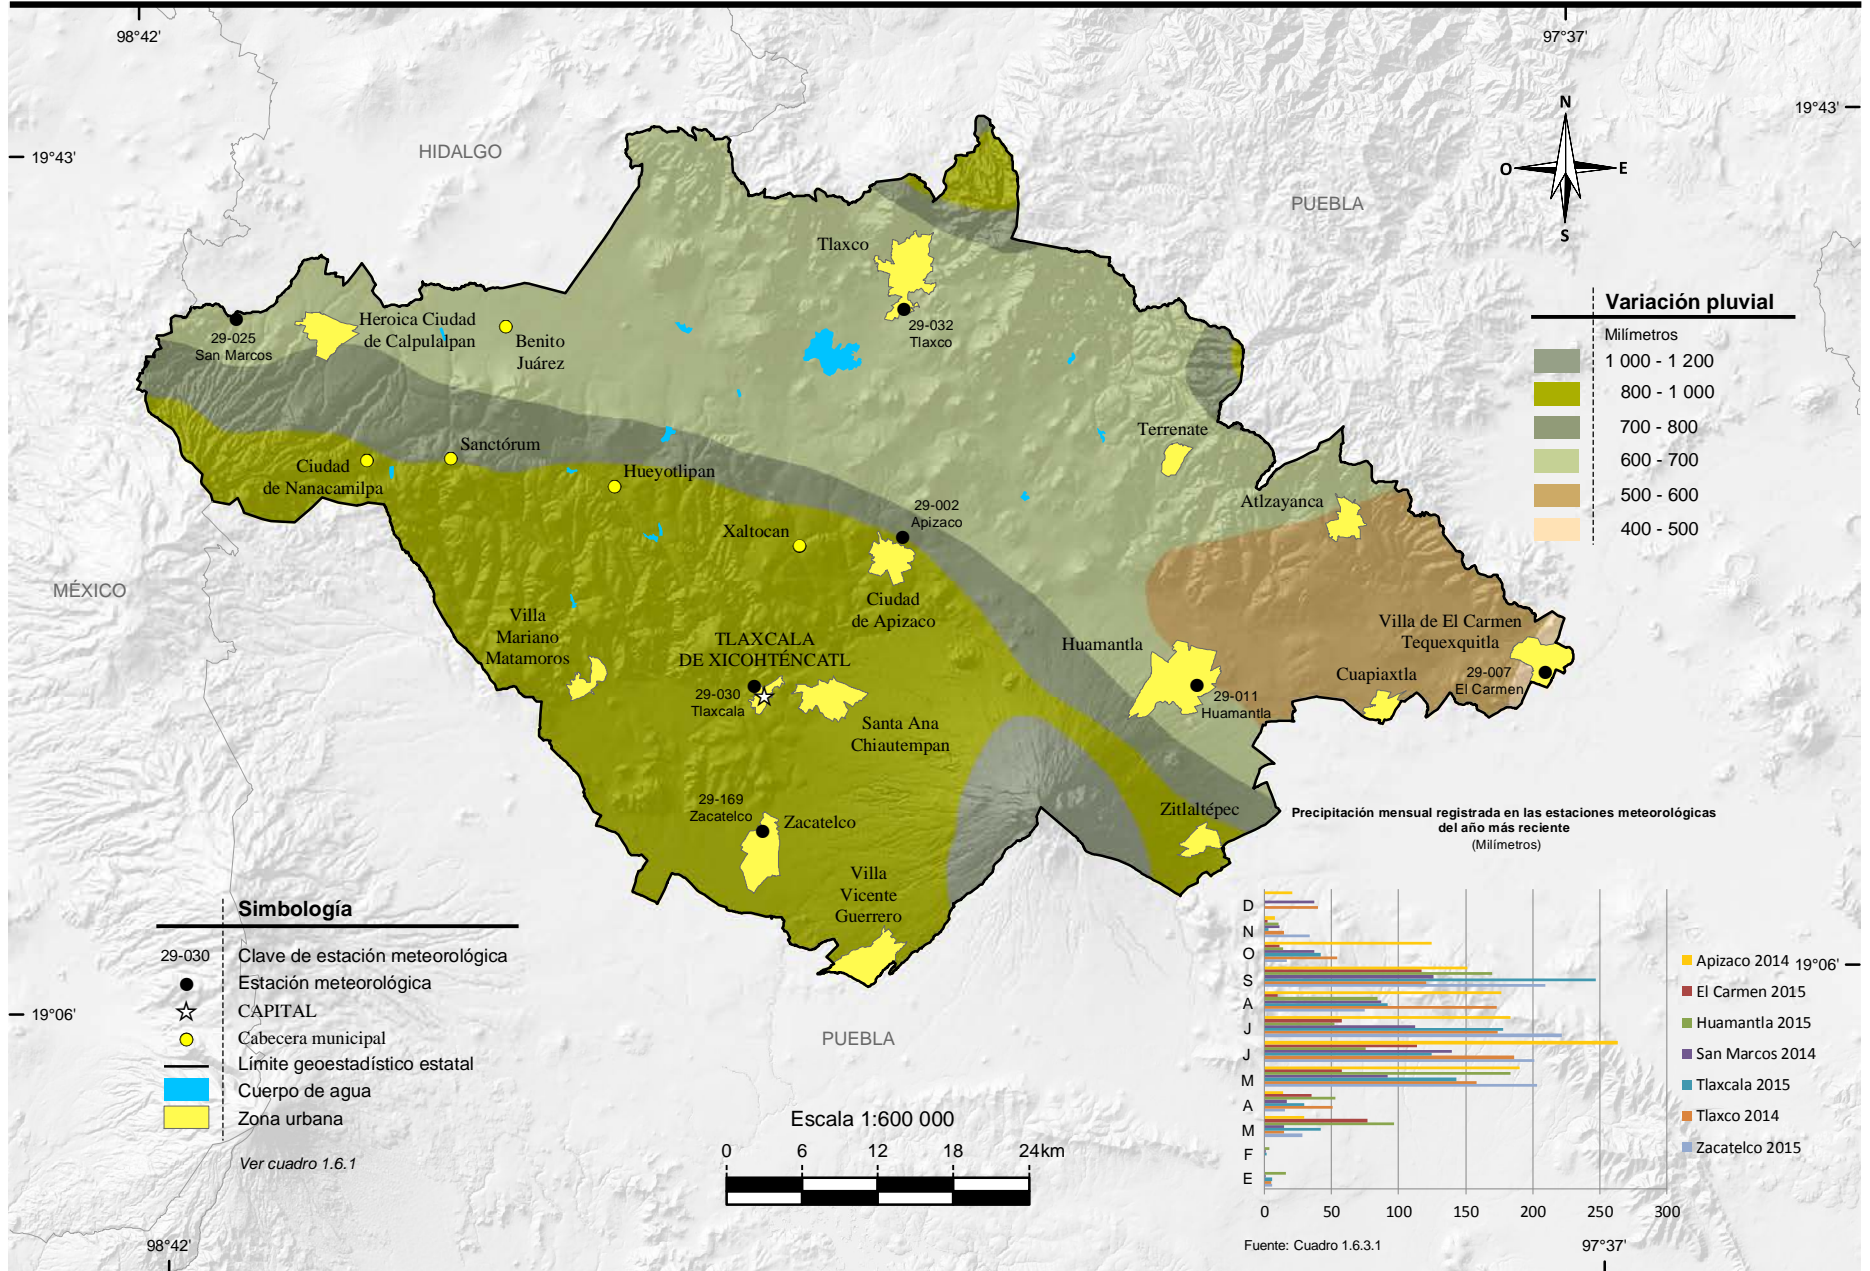 98°42'
97°37'
19°43'
19°43'
HIDALGO
PUEBLA
N
O
E
S
Tlaxco
29-032
Tlaxco
29-025
San Marcos
Heroica Ciudad
de Calpulalpan
Benito
Juárez
Variación pluvial
Milímetros
1 000 - 1 200
800 - 1 000
700 - 800
600 - 700
500 - 600
400 - 500
Terrenate
Sanctórum
Ciudad
de Nanacamilpa
Hueyotlipan
Atlzayanca
29-002
Apizaco
Xaltocan
MÉXICO
Ciudad
de Apizaco
Villa
Mariano
Matamoros
TLAXCALA
DE XICOHTÉNCATL
Huamantla
Villa de El Carmen
Tequexquitla
Cuapiaxtla
29-007
El Carmen
29-030
Tlaxcala
29-011
Huamantla
Santa Ana
Chiautempan
29-169
Zacatelco
Zacatelco
Zitlaltépec
Villa
Vicente
Guerrero
PUEBLA
Simbología
29-030 Clave de estación meteorológica
Estación meteorológica
CAPITAL
Cabecera municipal
Límite geoestadístico estatal
Cuerpo de agua
Zona urbana
Ver cuadro 1.6.1
19°06'
98°42'
Escala 1:600 000
0 6 12 18 24km
Precipitación mensual registrada en las estaciones meteorológicas
del año más reciente
(Milímetros)
D
N
O
S
A
J
J
M
A
M
F
E
0 50 100 150 200 250 300
Apizaco 2014
El Carmen 2015
Huamantla 2015
San Marcos 2014
Tlaxcala 2015
Tlaxco 2014
Zacatelco 2015
19°06'
Fuente: Cuadro 1.6.3.1
97°37'